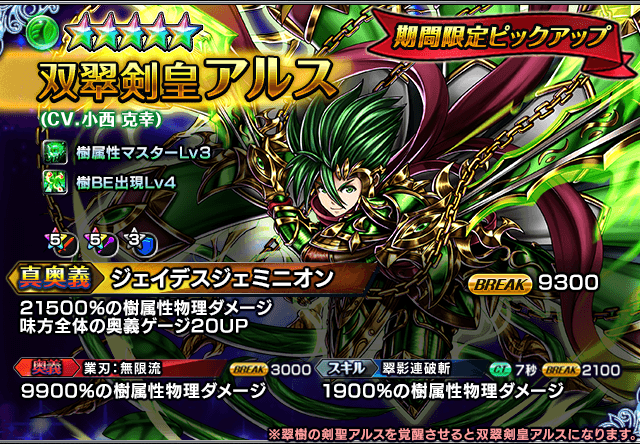 期間限定ピックアップ
双翠剣皇アルス
(CV.小西 克幸)
樹属性マスターLv3
樹BE出現Lv4
5 5 3
真奥義 ジェイデスジェミニオン BREAK 9300
21500%の樹属性物理ダメージ
味方全体の奥義ゲージ20UP
奥義 業刃:無限流 BREAK 3000
9900%の樹属性物理ダメージ
スキル 翠影連破斬 CT 7秒 BREAK 2100
1900%の樹属性物理ダメージ
※翠樹の剣聖アルスを覚醒させると双翠剣皇アルスになります